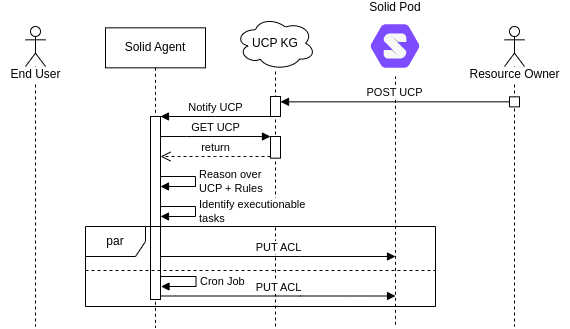 Solid Pod
Solid Agent
UCP KG
End User
Resource Owner
POST UCP
Notify UCP
GET UCP
return
Reason over
UCP + Rules
Identify executionable
tasks
par
PUT ACL
Cron Job
PUT ACL